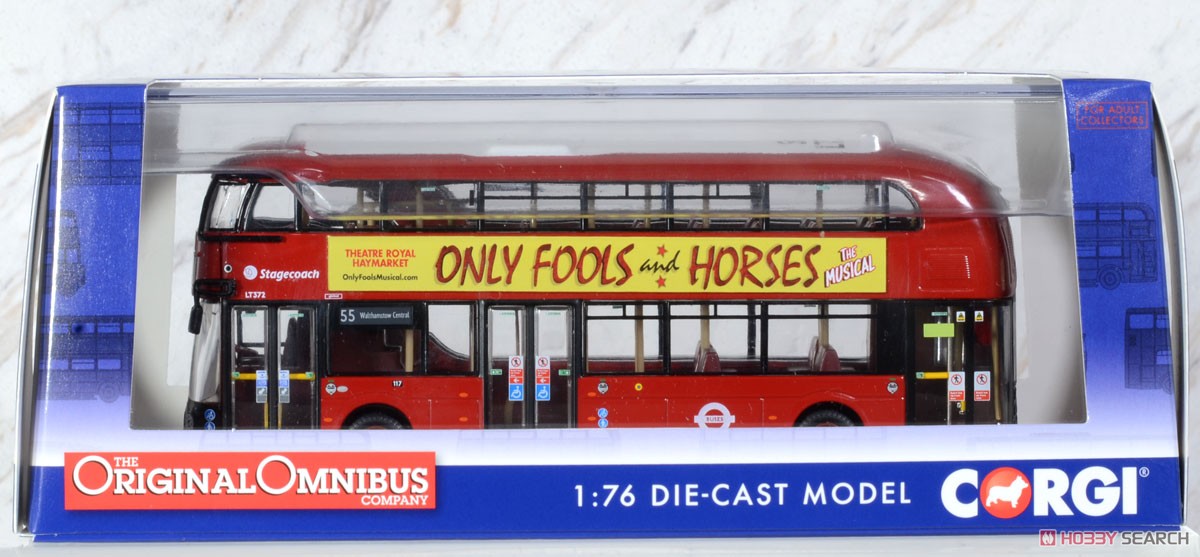 FOR ADULT
COLLECTORS
THEATRE ROYAL
HAYMARKET
OnlyFoolsMusical.com
ONLY FOOLS and HORSES
THE
MUSICAL
Stagecoach
LT372
55 Walthamstow Central
117
BUSES
THE
ORIGINAL OMNIBUS
COMPANY
1:76 DIE-CAST MODEL
CORGI®
HOBBY SEARCH